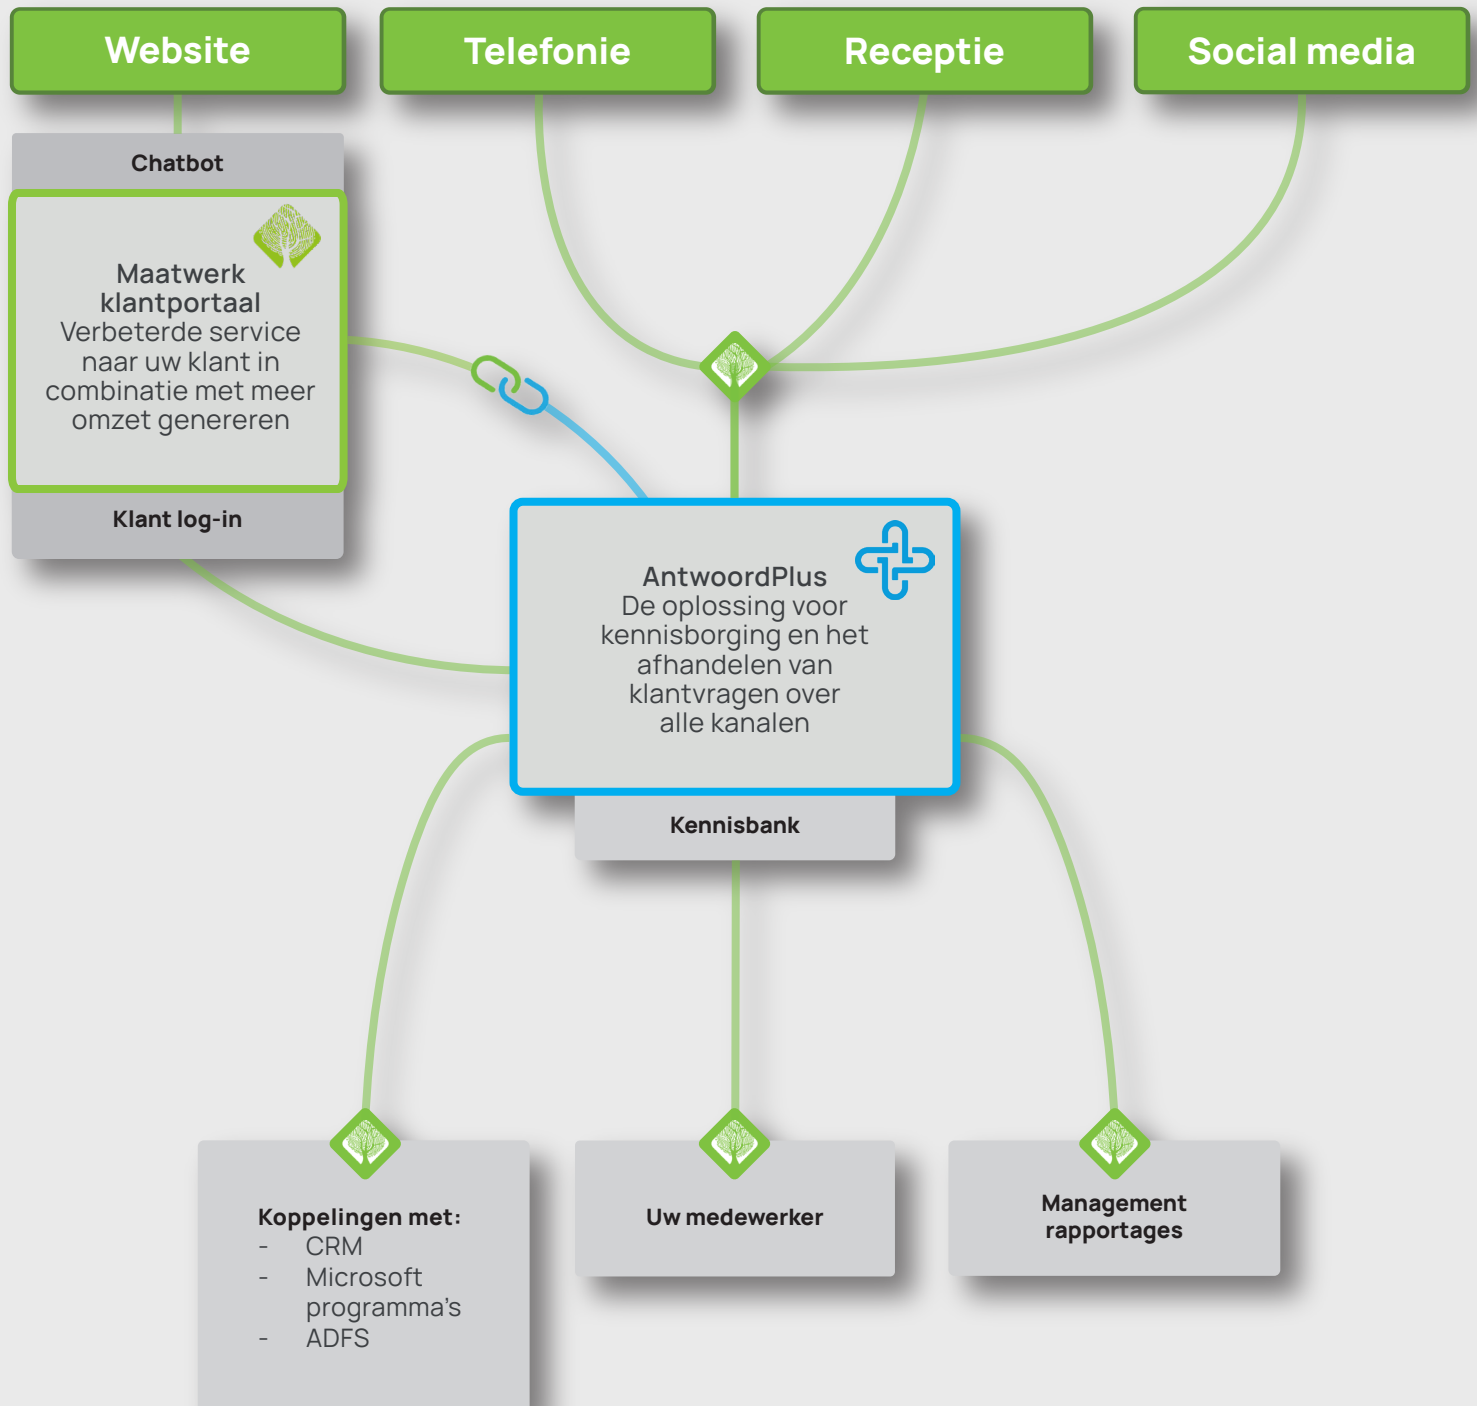 Website
Telefonie
Receptie
Social media
Chatbot
Maatwerk
klantportaal
Verbeterde service
naar uw klant in
combinatie met meer
omzet genereren
Klant log-in
AntwoordPlus
De oplossing voor
kennisborging en het
afhandelen van
klantvragen over
alle kanalen
Kennisbank
Koppelingen met:
- CRM
- Microsoft
programma's
- ADFS
Uw medewerker
Management
rapportages